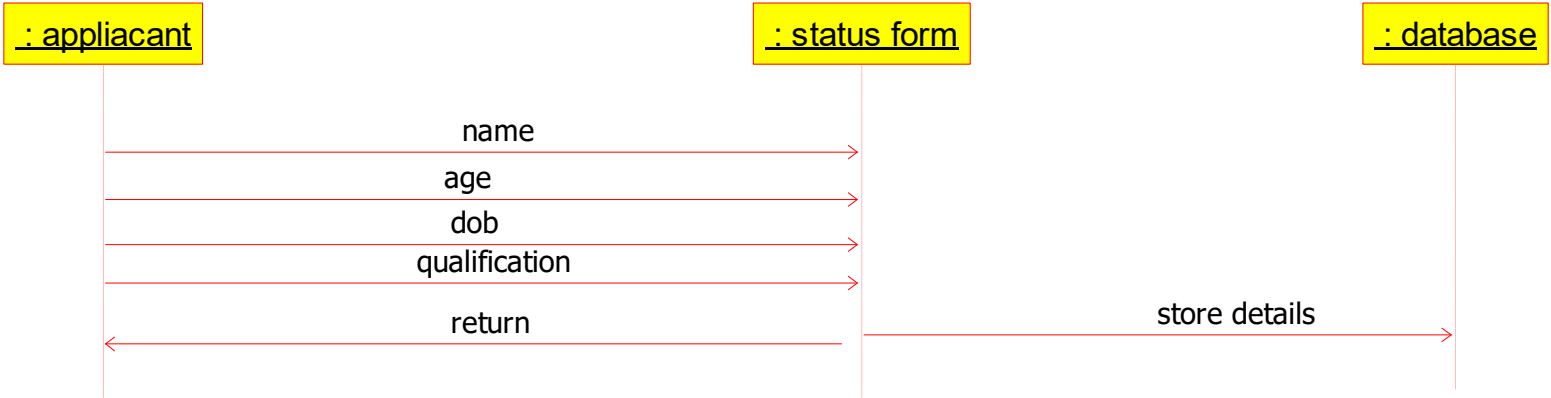 : appliacant
: status form
: database
name
age
dob
qualification
store details
return